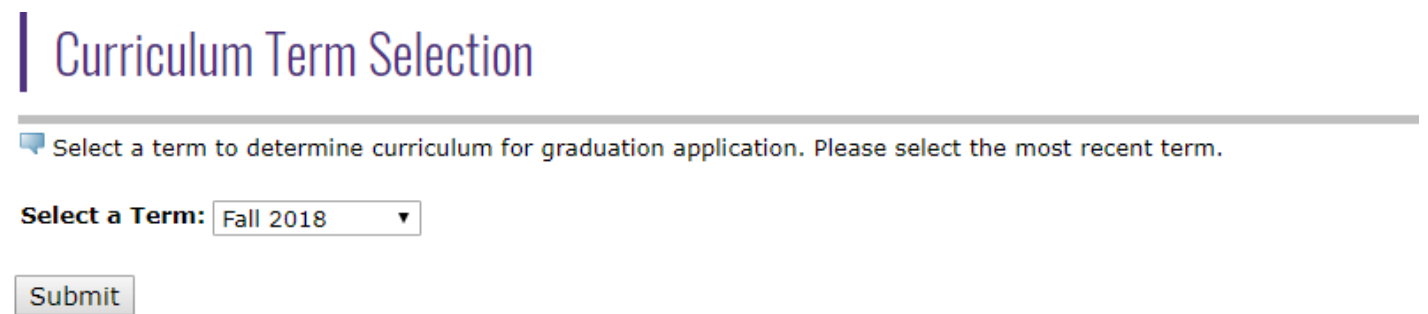 Curriculum Term Selection
Select a term to determine curriculum for graduation application. Please select the most recent term.
Select a Term: Fall 2018
Submit